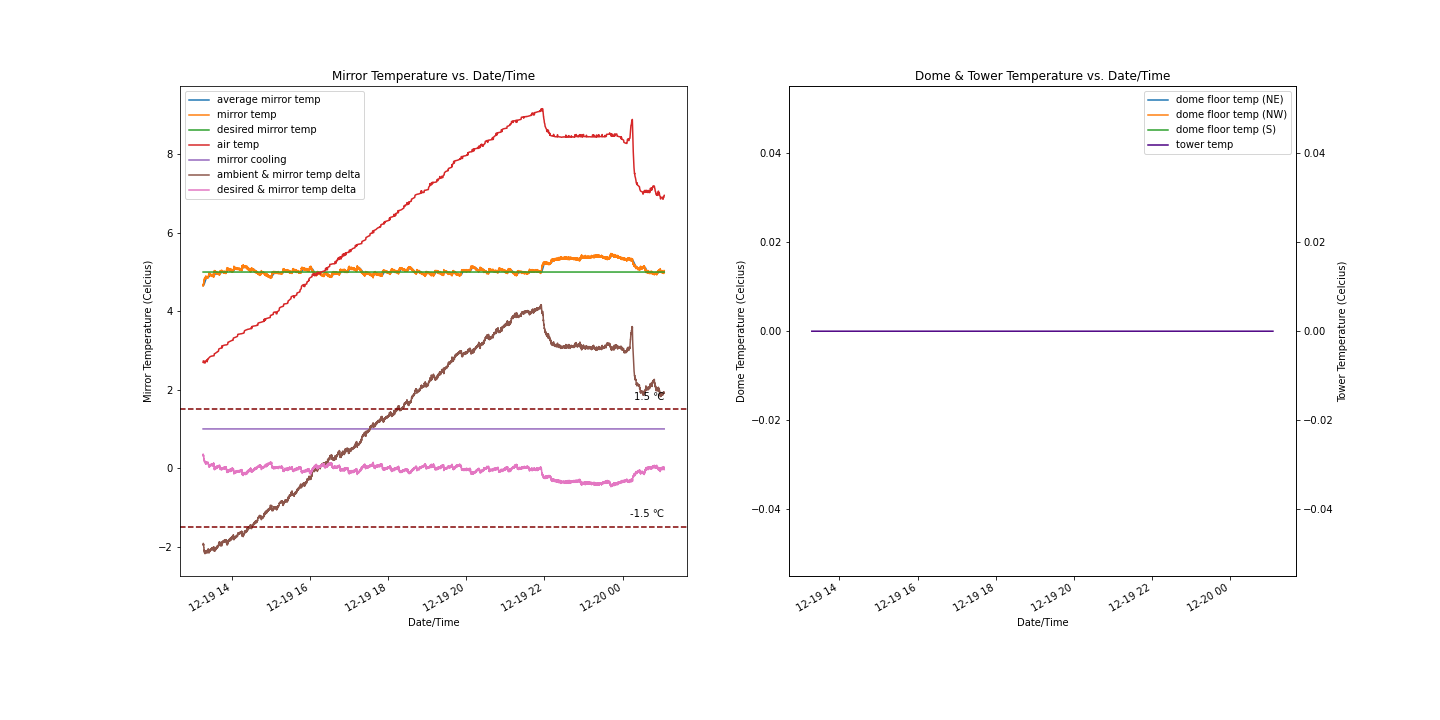 Mirror Temperature vs. Date/Time
average mirror temp
mirror temp
desired mirror temp
air temp
mirror cooling
ambient & mirror temp delta
desired & mirror temp delta
8
6
4
2
0
−2
Mirror Temperature (Celcius)
1.5 °C
-1.5 °C
12-19 14
12-19 16
12-19 18
12-19 20
12-19 22
12-20 00
Date/Time
Dome & Tower Temperature vs. Date/Time
dome floor temp (NE)
dome floor temp (NW)
dome floor temp (S)
tower temp
0.04
0.02
0.00
−0.02
−0.04
Dome Temperature (Celcius)
0.04
0.02
0.00
−0.02
−0.04
Tower Temperature (Celcius)
12-19 14
12-19 16
12-19 18
12-19 20
12-19 22
12-20 00
Date/Time